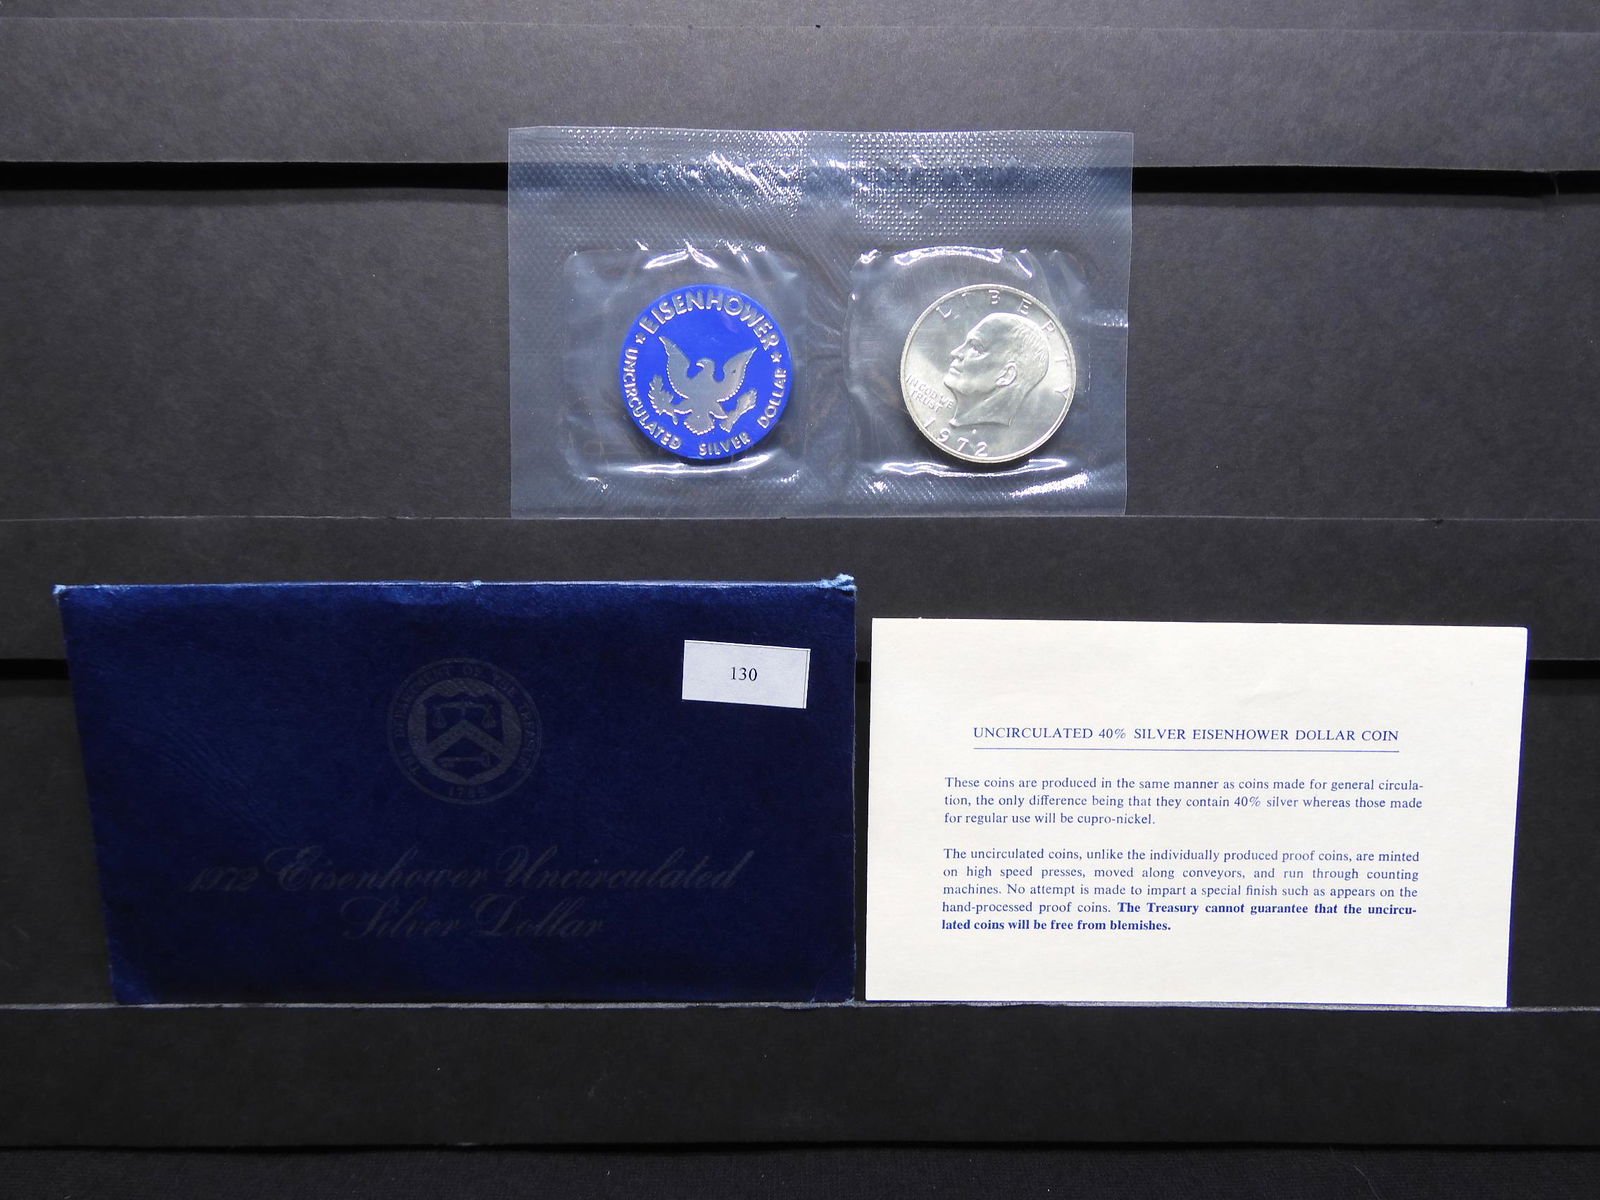 EISENHOWER
UNCIRCULATED SILVER DOLLAR
LIBERTY
IN GOD WE
TRUST
1972
130
1789
1972 Eisenhower Uncirculated
Silver Dollar
UNCIRCULATED 40% SILVER EISENHOWER DOLLAR COIN
These coins are produced in the same manner as coins made for general circula-
tion, the only difference being that they contain 40% silver whereas those made
for regular use will be cupro-nickel.
The uncirculated coins, unlike the individually produced proof coins, are minted
on high speed presses, moved along conveyors, and run through counting
machines. No attempt is made to impart a special finish such as appears on the
hand-processed proof coins. The Treasury cannot guarantee that the uncircu-
lated coins will be free from blemishes.